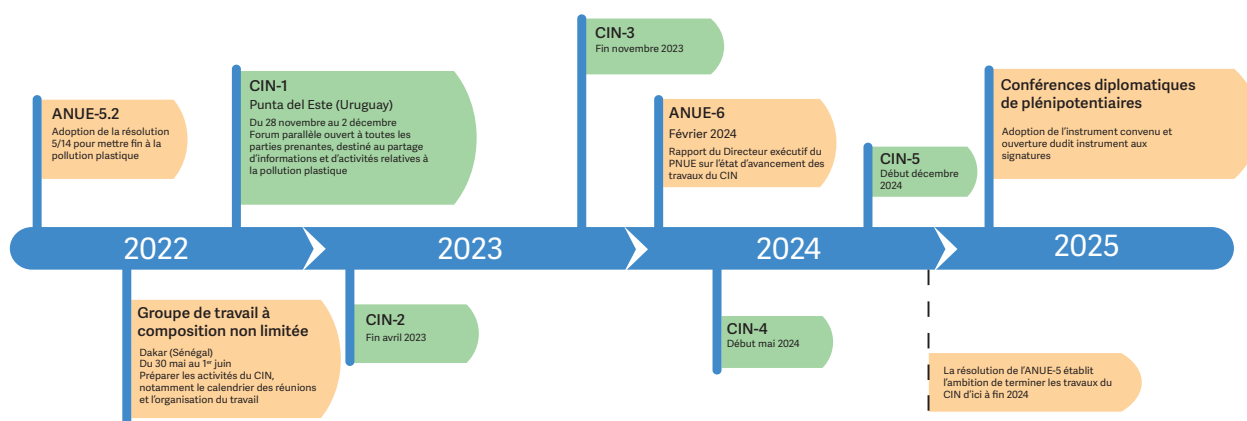 CIN-3
Fin novembre 2023
CIN-1
Punta del Este (Uruguay)
Du 28 novembre au 2 décembre
Forum parallèle ouvert à toutes les
parties prenantes, destiné au partage
d'informations et d'activités relatives à
la pollution plastique
Conférences diplomatiques
de plénipotentiaires
Adoption de l'instrument convenu et
ouverture dudit instrument aux
signatures
ANUE-5.2
Adoption de la résolution
5/14 pour mettre fin à la
pollution plastique
ANUE-6
Février 2024
Rapport du Directeur exécutif du
PNUE sur l'état d'avancement des
travaux du CIN
CIN-5
Début décembre
2024
2022
2023
2024
2025
Groupe de travail à
composition non limitée
Dakar (Sénégal)
Du 30 mai au 1er juin
Préparer les activités du CIN,
notamment le calendrier des réunions
et l'organisation du travail
CIN-2
Fin avril 2023
CIN-4
Début mai 2024
La résolution de l'ANUE-5 établit
l'ambition de terminer les travaux du
CIN d'ici à fin 2024